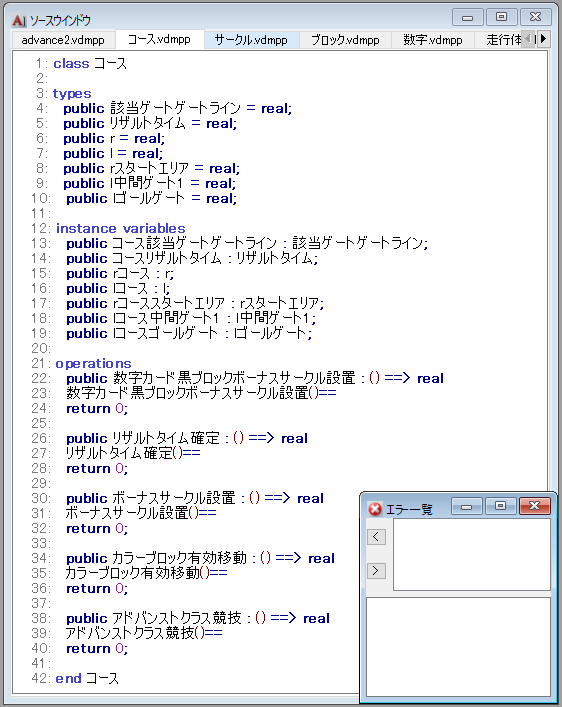 ソースウインドウ
advance2.vdmpp コース.vdmpp サークル.vdmpp ブロック.vdmpp 数字.vdmpp 走行体
1: class コース
2:
3: types
4: public 該当ゲートゲートライン = real;
5: public リザルトタイム = real;
6: public r = real;
7: public l = real;
8: public rスタートエリア = real;
9: public l中間ゲート1 = real;
10: public lゴールゲート = real;
11:
12: instance variables
13: public コース該当ゲートゲートライン : 該当ゲートゲートライン;
14: public コースリザルトタイム : リザルトタイム;
15: public rコース : r;
16: public lコース : l;
17: public rコーススタートエリア : rスタートエリア;
18: public lコース中間ゲート1 : l中間ゲート1;
19: public lコースゴールゲート : lゴールゲート;
20:
21: operations
22: public 数字カード黒ブロックボーナスサークル設置 : () ==> real
23: 数字カード黒ブロックボーナスサークル設置()==
24: return 0;
25:
26: public リザルトタイム確定 : () ==> real
27: リザルトタイム確定()==
28: return 0;
29:
30: public ボーナスサークル設置 : () ==> real
31: ボーナスサークル設置()==
32: return 0;
33:
34: public カラーブロック有効移動 : () ==> real
35: カラーブロック有効移動()==
36: return 0;
37:
38: public アドバンストクラス競技 : () ==> real
39: アドバンストクラス競技()==
40: return 0;
41:
42: end コース
エラー一覧
<
>